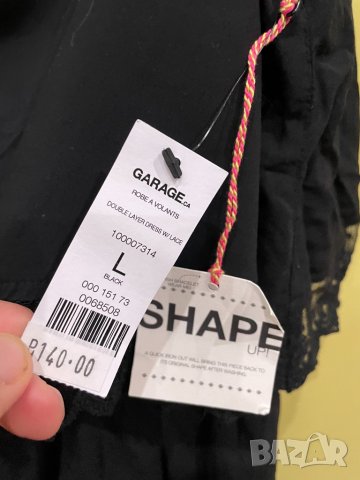 GARAGE.CA
ROBE A VOLANTS
DOUBLE LAYER DRESS W/ LACE
100007314
L
BLACK
000 151 73
0068508
140.00
BRACELET
SHAPE
UP!
A QUICK IRON OUT WILL BRING THIS PIECE BACK TO
ITS ORIGINAL SHAPE AFTER WASHING.
BAZAR